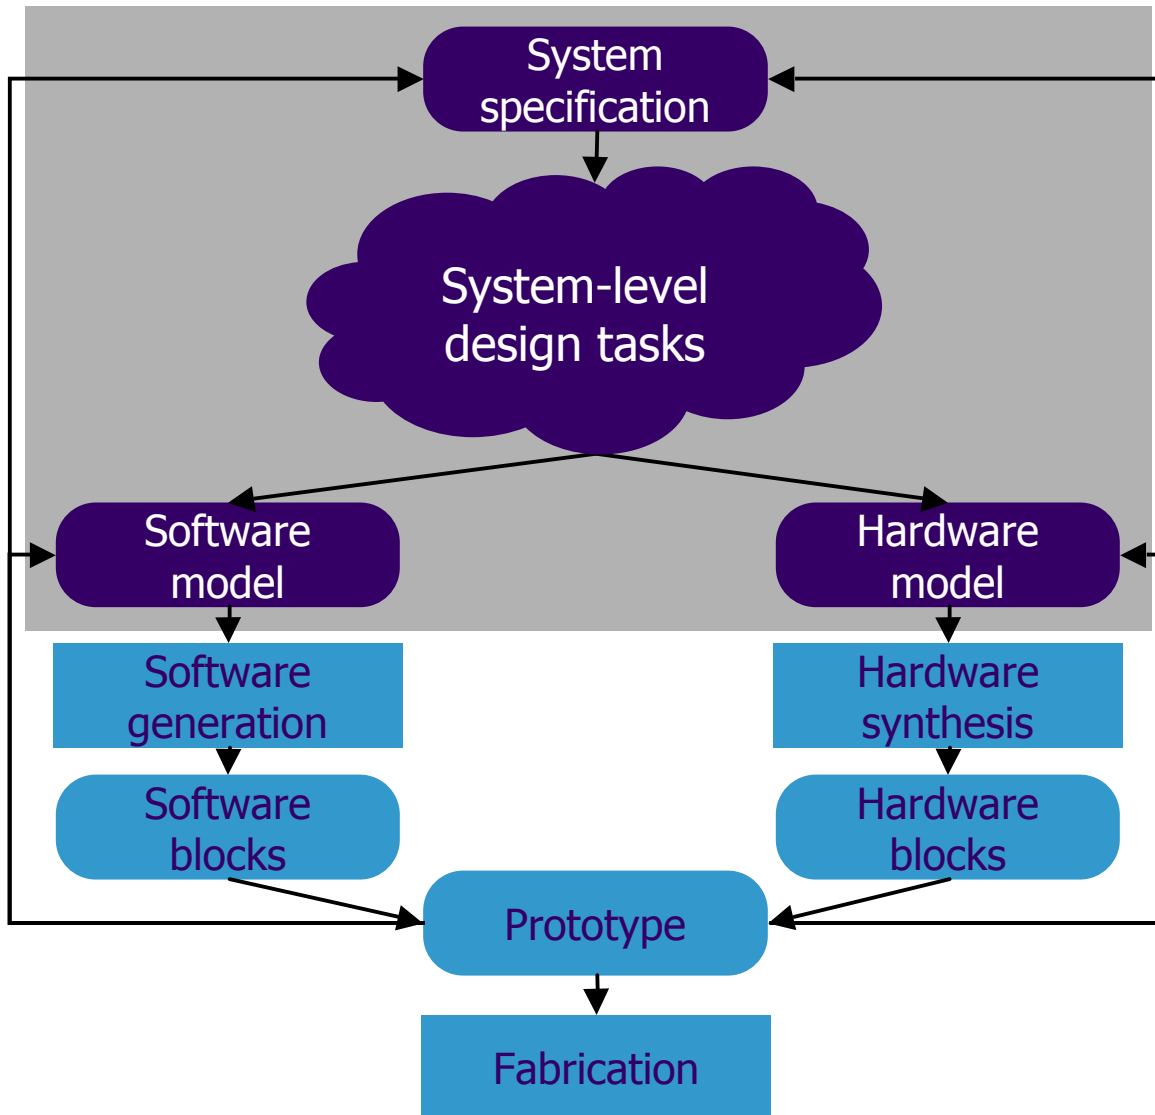 System
specification
System-level
design tasks
Software
model
Hardware
model
Software
generation
Hardware
synthesis
Software
blocks
Hardware
blocks
Prototype
Fabrication